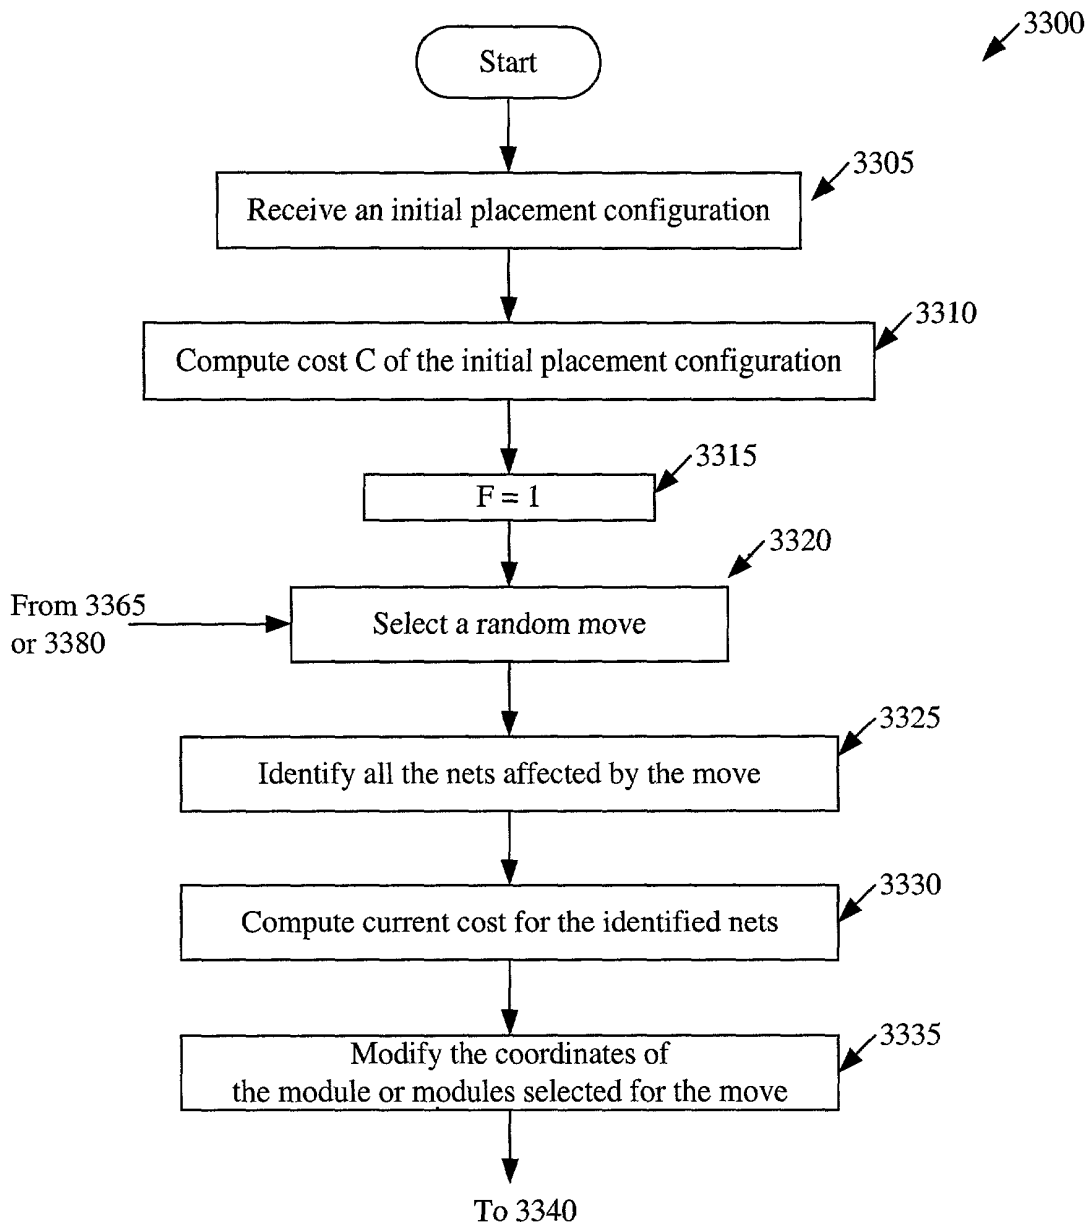 3300
Start
3305
Receive an initial placement configuration
3310
Compute cost C of the initial placement configuration
3315
F = 1
3320
From 3365
or 3380
Select a random move
3325
Identify all the nets affected by the move
3330
Compute current cost for the identified nets
3335
Modify the coordinates of
the module or modules selected for the move
To 3340